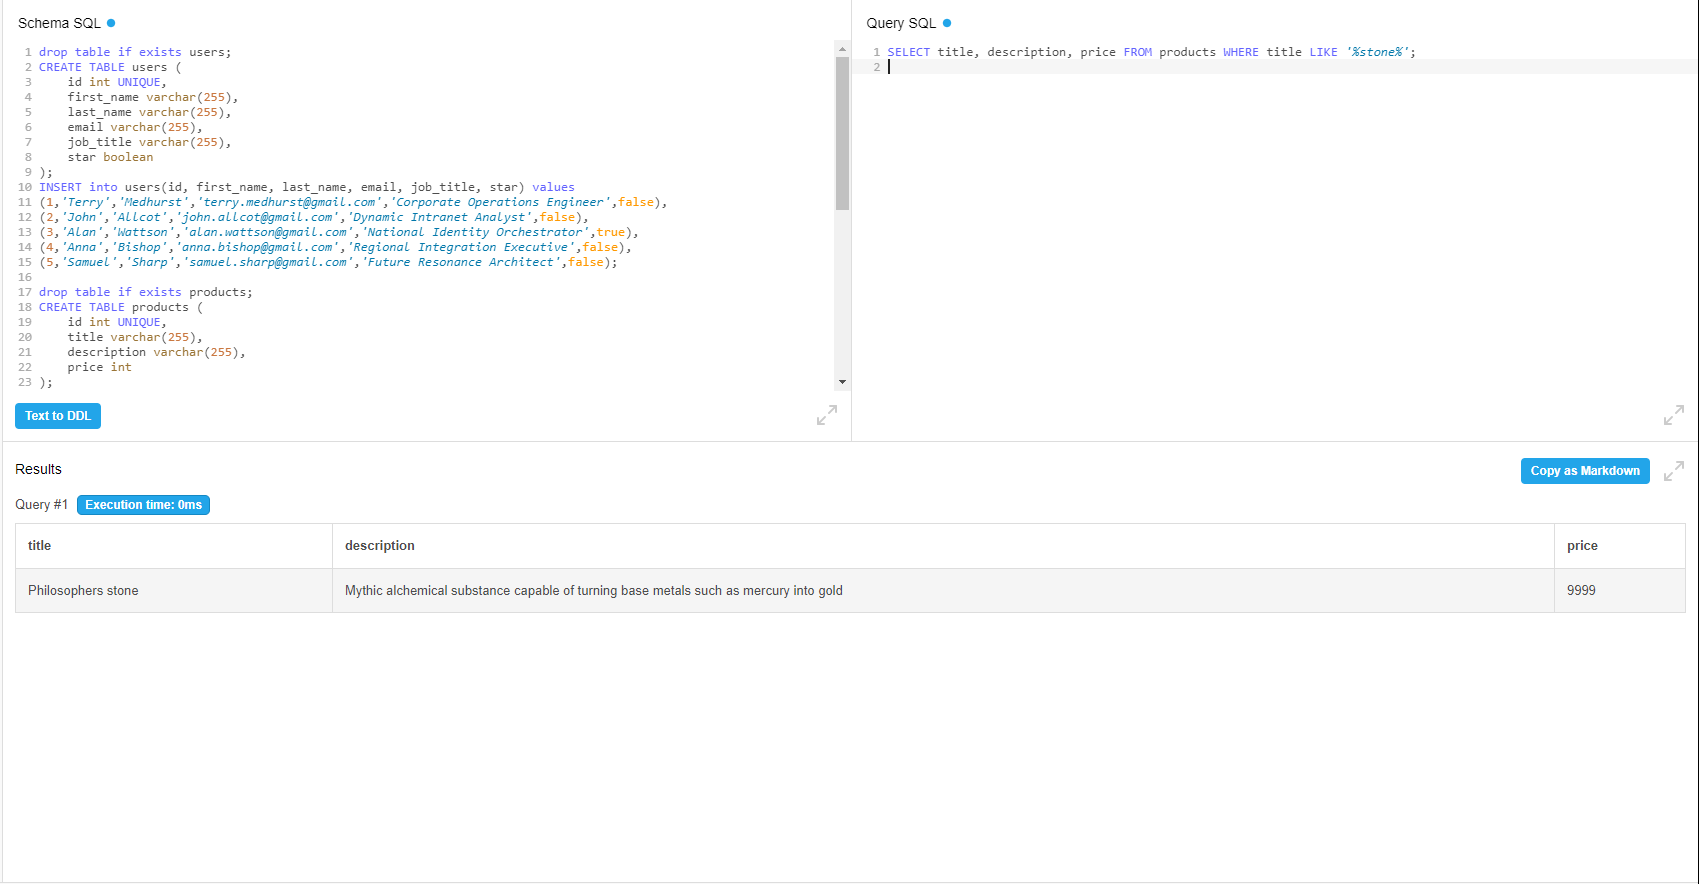 Schema SQL
1 drop table if exists users;
2 CREATE TABLE users (
3     id int UNIQUE,
4     first_name varchar(255),
5     last_name varchar(255),
6     email varchar(255),
7     job_title varchar(255),
8     star boolean
9 );
10 INSERT into users(id, first_name, last_name, email, job_title, star) values
11 (1,'Terry','Medhurst','terry.medhurst@gmail.com','Corporate Operations Engineer',false),
12 (2,'John','Allcot','john.allcot@gmail.com','Dynamic Intranet Analyst',false),
13 (3,'Alan','Wattson','alan.wattson@gmail.com','National Identity Orchestrator',true),
14 (4,'Anna','Bishop','anna.bishop@gmail.com','Regional Integration Executive',false),
15 (5,'Samuel','Sharp','samuel.sharp@gmail.com','Future Resonance Architect',false);
16
17 drop table if exists products;
18 CREATE TABLE products (
19     id int UNIQUE,
20     title varchar(255),
21     description varchar(255),
22     price int
23 );
Text to DDL
Query SQL
1 SELECT title, description, price FROM products WHERE title LIKE '%stone%';
2
Results
Copy as Markdown
Query #1 Execution time: 0ms
title description price
Philosophers stone Mythic alchemical substance capable of turning base metals such as mercury into gold 9999